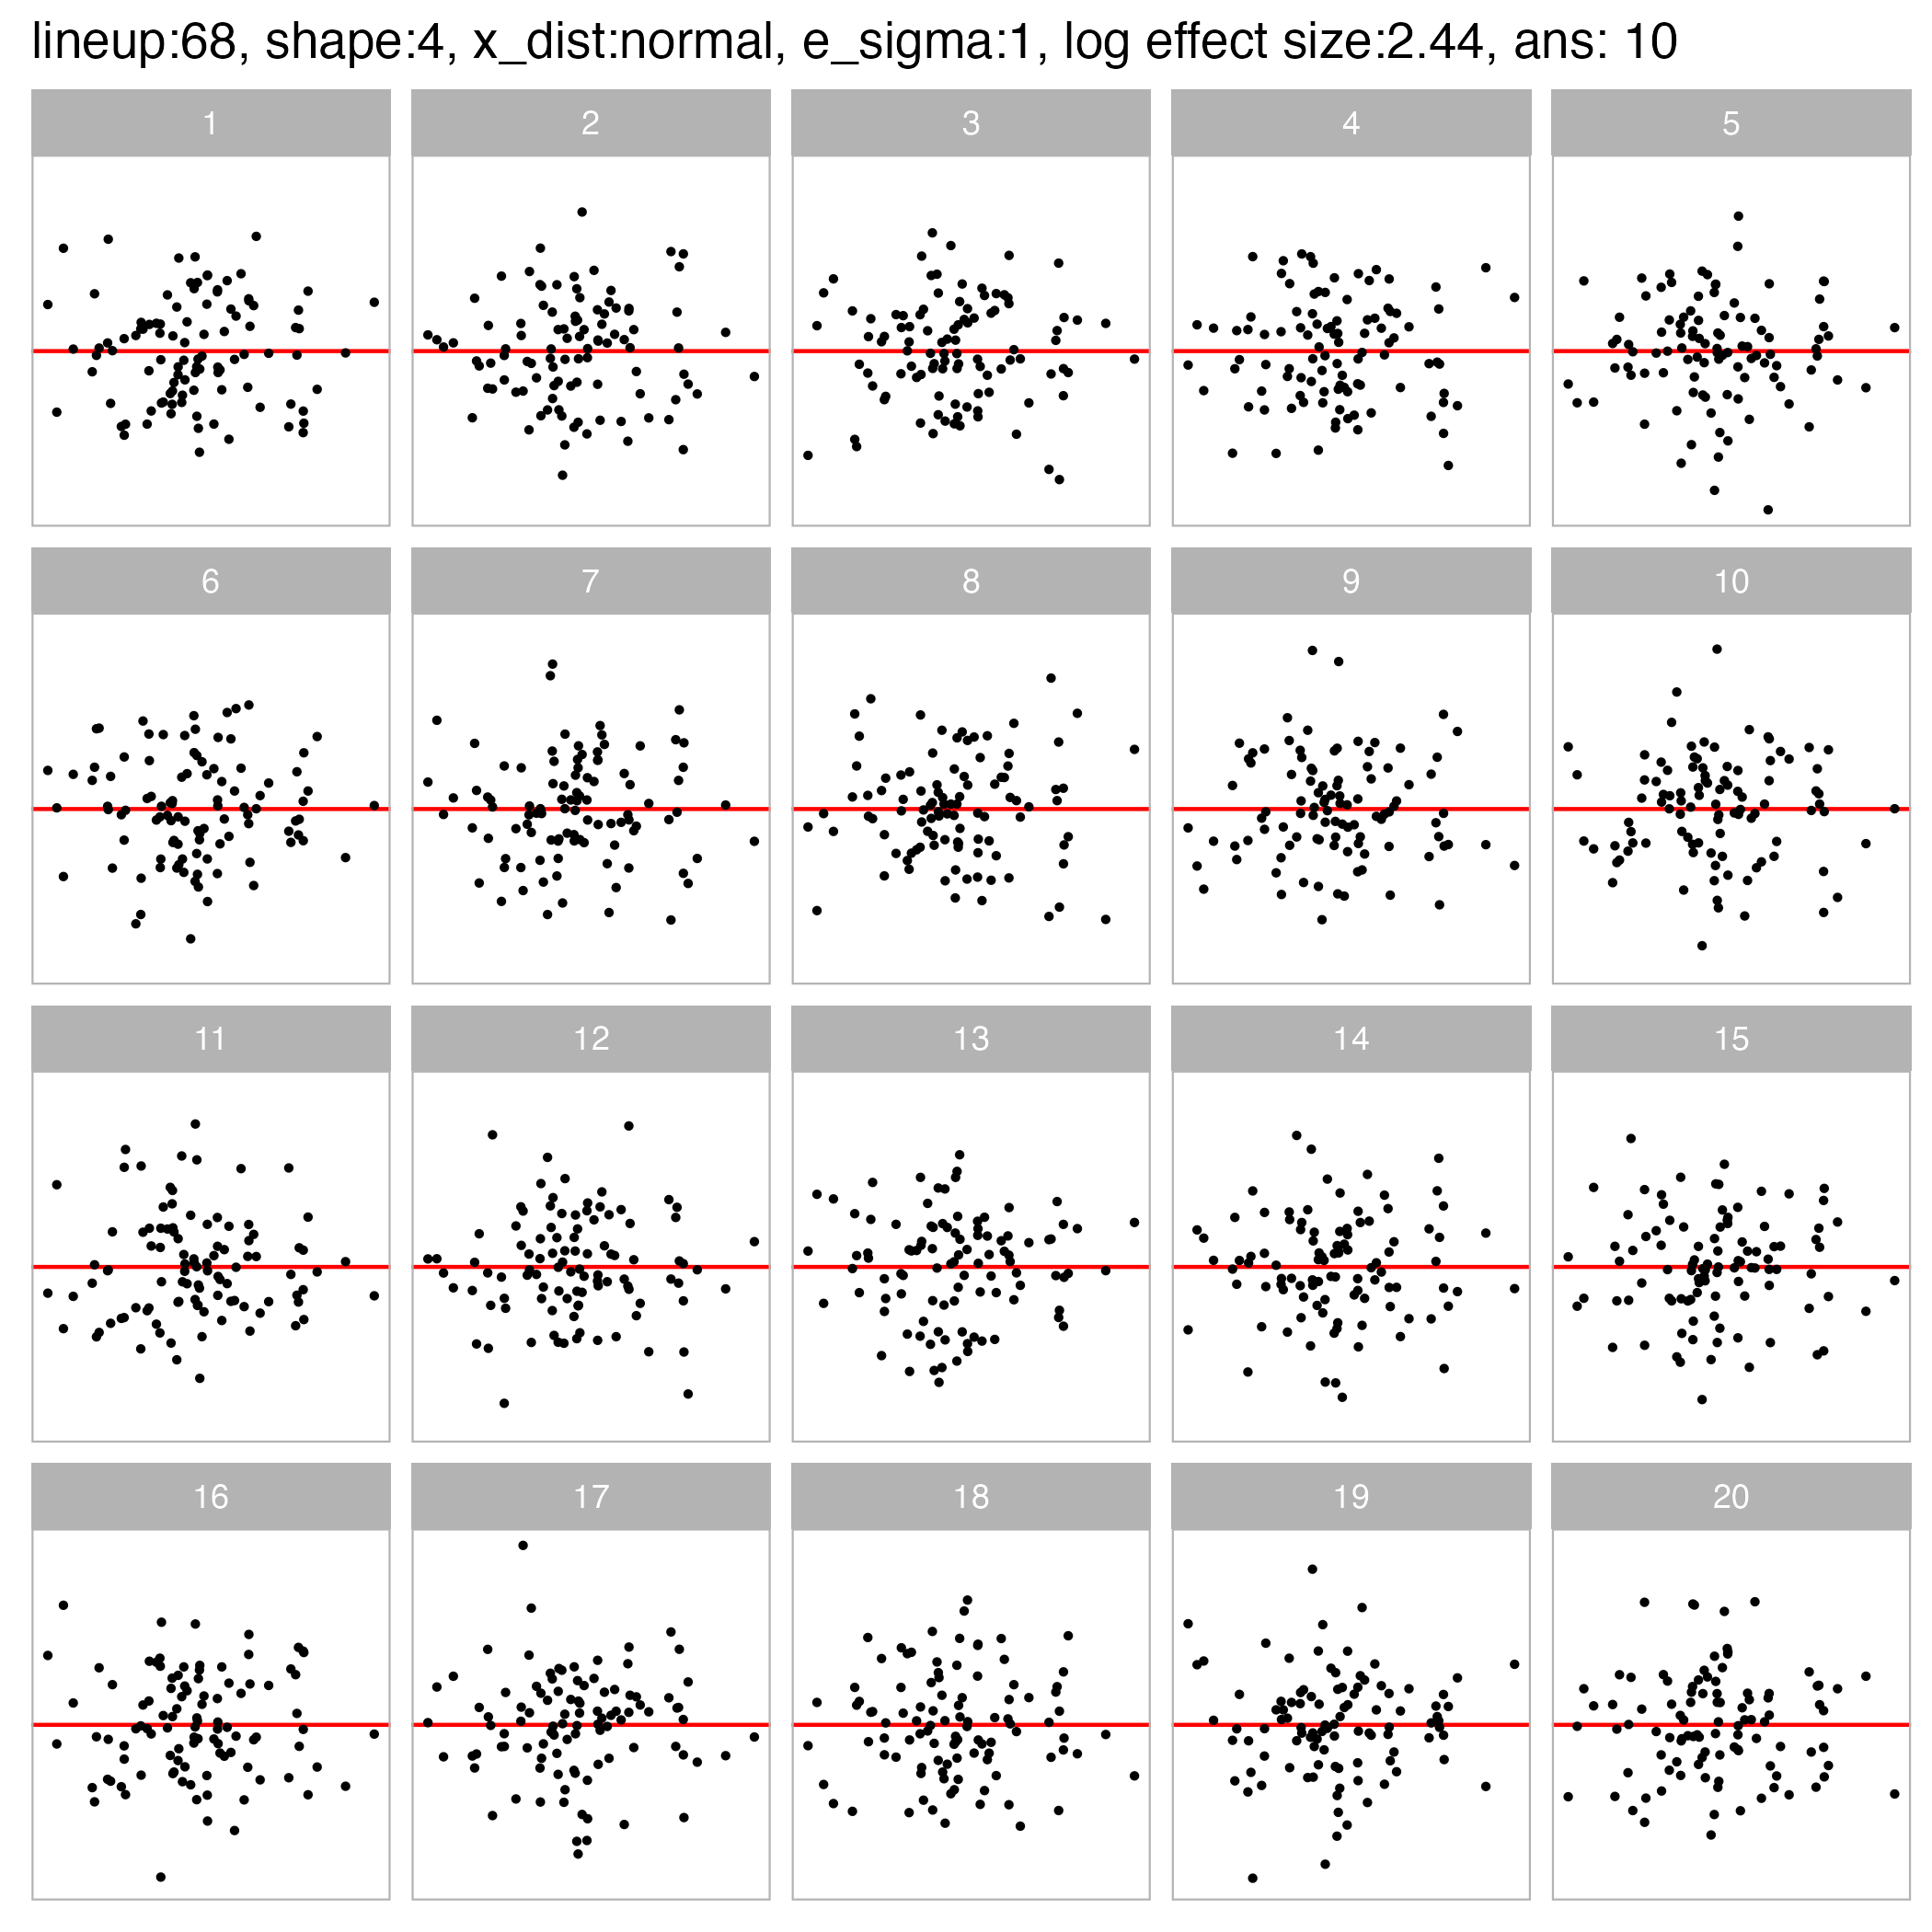 lineup:68, shape:4, x_dist:normal, e_sigma:1, log effect size:2.44, ans: 10
1 2 3 4 5
6 7 8 9 10
11 12 13 14 15
16 17 18 19 20